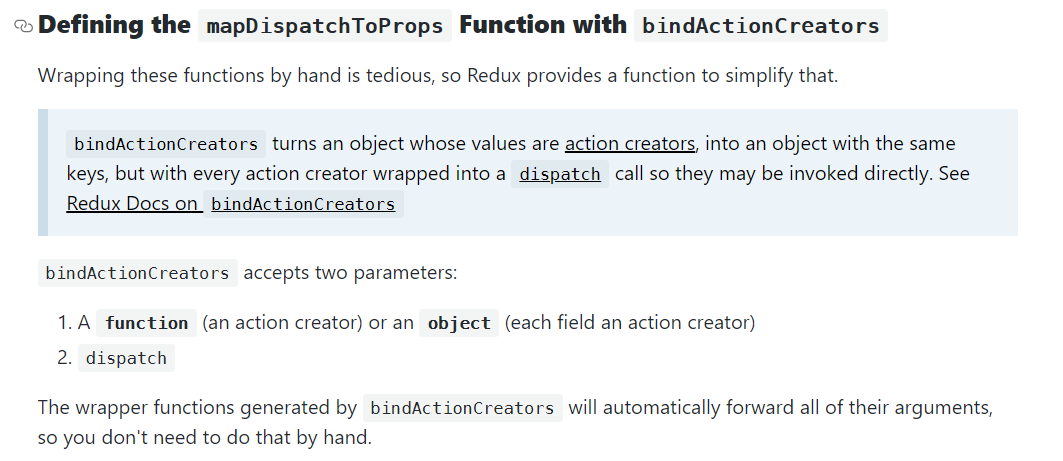 Defining the mapDispatchToProps Function with bindActionCreators
Wrapping these functions by hand is tedious, so Redux provides a function to simplify that.
bindActionCreators turns an object whose values are action creators, into an object with the same
keys, but with every action creator wrapped into a dispatch call so they may be invoked directly. See
Redux Docs on bindActionCreators
bindActionCreators accepts two parameters:
1. A function (an action creator) or an object (each field an action creator)
2. dispatch
The wrapper functions generated by bindActionCreators will automatically forward all of their arguments,
so you don't need to do that by hand.